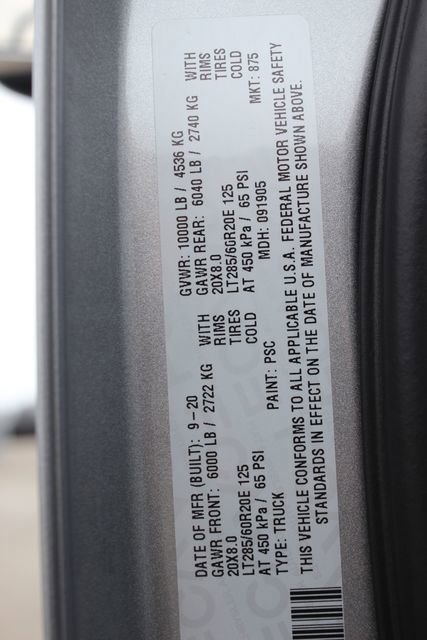 DATE OF MFR (BUILT): 9-20 GVWR: 10000 LB / 4536 KG
GAWR FRONT: 6000 LB / 2722 KG WITH GAWR REAR: 6040 LB / 2740 KG WITH
20X8.0 RIMS 20X8.0 RIMS
LT285/60R20E 125 TIRES LT285/60R20E 125 TIRES
AT 450 kPa / 65 PSI COLD AT 450 kPa / 65 PSI COLD
TYPE: TRUCK PAINT: PSC MDH: 091905 MKT: 875
THIS VEHICLE CONFORMS TO ALL APPLICABLE U.S.A. FEDERAL MOTOR VEHICLE SAFETY
STANDARDS IN EFFECT ON THE DATE OF MANUFACTURE SHOWN ABOVE.